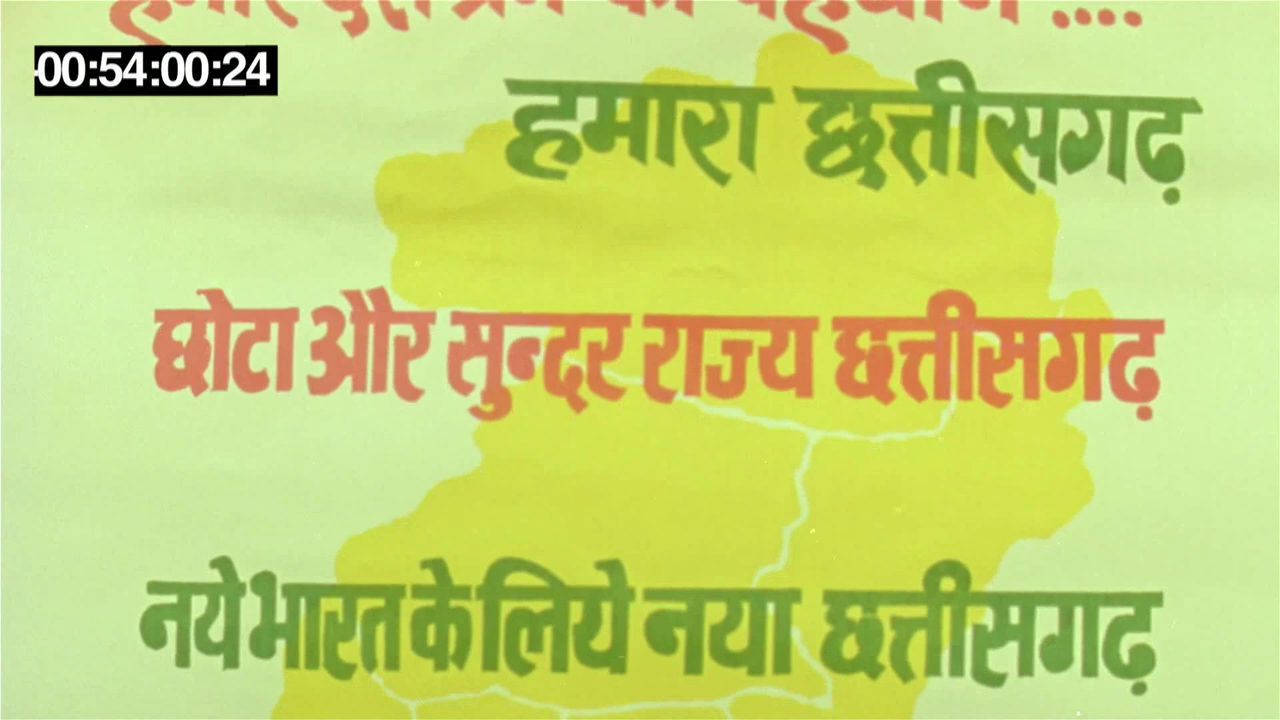 00:54:00:24
हमारा छत्तीसगढ़
छोटा और सुन्दर राज्य छत्तीसगढ़
नये भारत के लिये नया छत्तीसगढ़